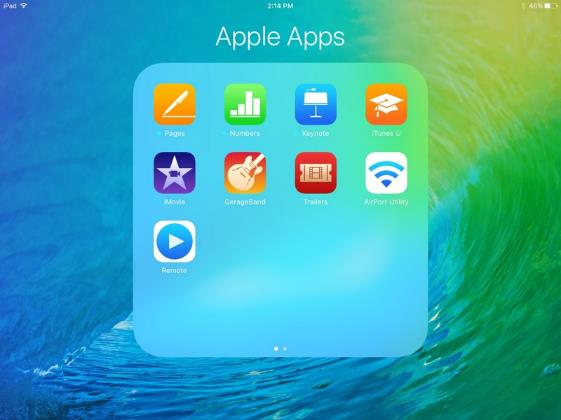 iPad 2:14 PM 46%
Apple Apps
Pages Numbers Keynote iTunes U
iMovie GarageBand Trailers AirPort Utility
Remote